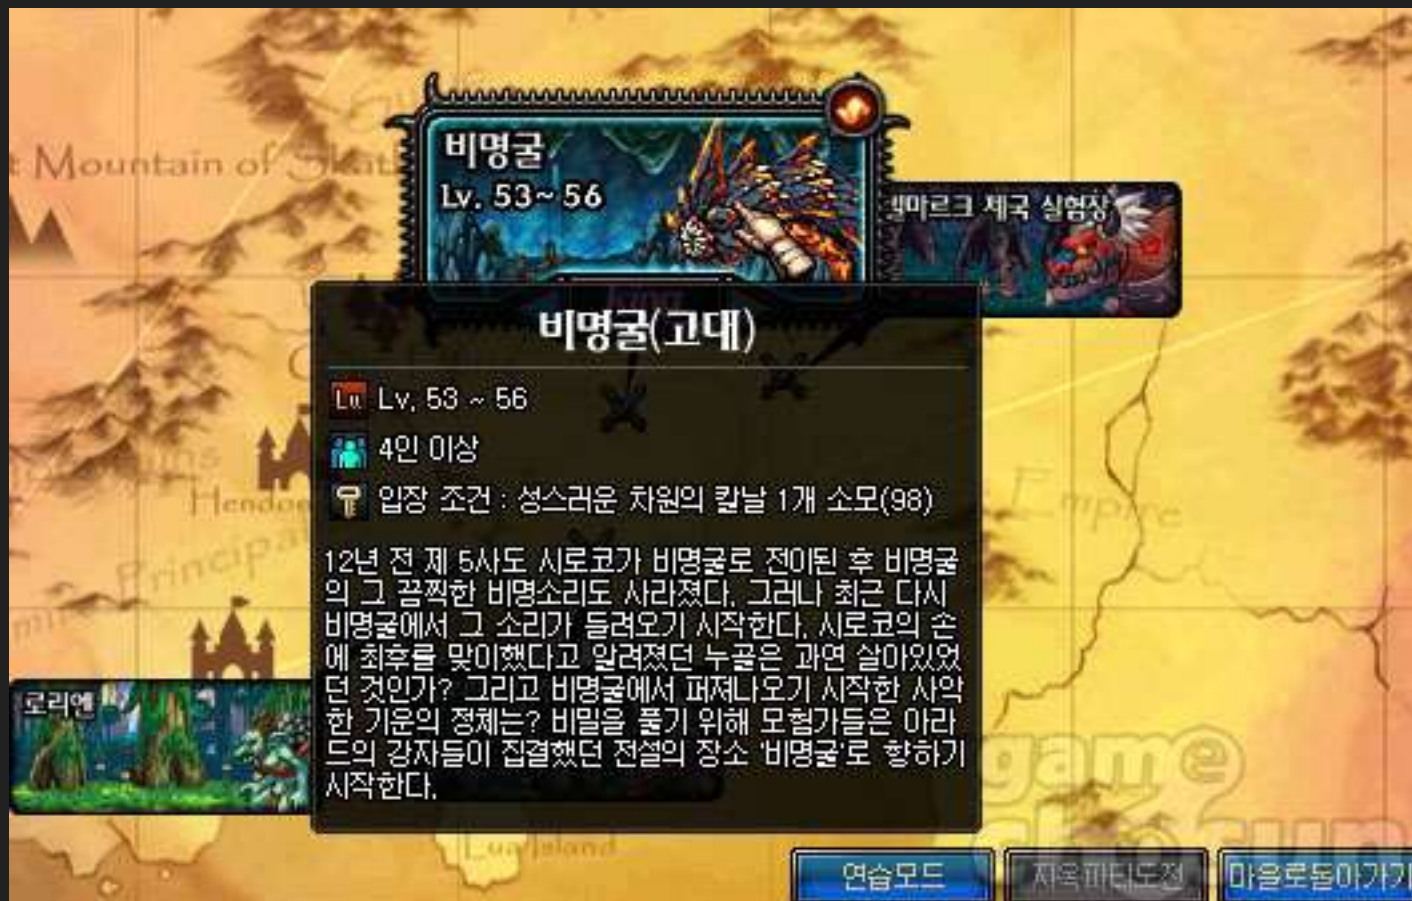 비명굴
Lv. 53~56
t Mountain of Skat
마르크 제국 실험장
비명굴(고대)
Lv. 53 ~ 56
4인 이상
입장 조건 : 성스러운 차원의 칼날 1개 소모(98)
Hendon
Empire
Principa
12년 전 제 5사도 시로코가 비명굴로 전이된 후 비명굴
의 그 끔찍한 비명소리도 사라졌다. 그러나 최근 다시
비명굴에서 그 소리가 들려오기 시작한다. 시로코의 손
에 최후를 맞이했다고 알려졌던 누골은 과연 살아있었
던 것인가? 그리고 비명굴에서 퍼져나오기 시작한 사악
한 기운의 정체는? 비밀을 풀기 위해 모험가들은 아라
드의 강자들이 집결했던 전설의 장소 '비명굴'로 향하기
시작한다.
로리엔
game
chosun
Lua Island
연습모드
지옥파티도전
마을로돌아가기